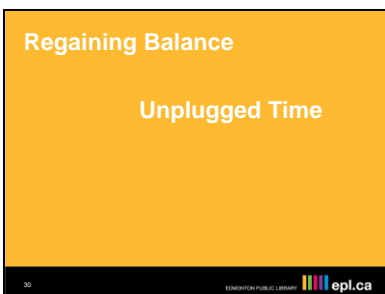 Regaining Balance
Unplugged Time
30
EDMONTON PUBLIC LIBRARY epl.ca